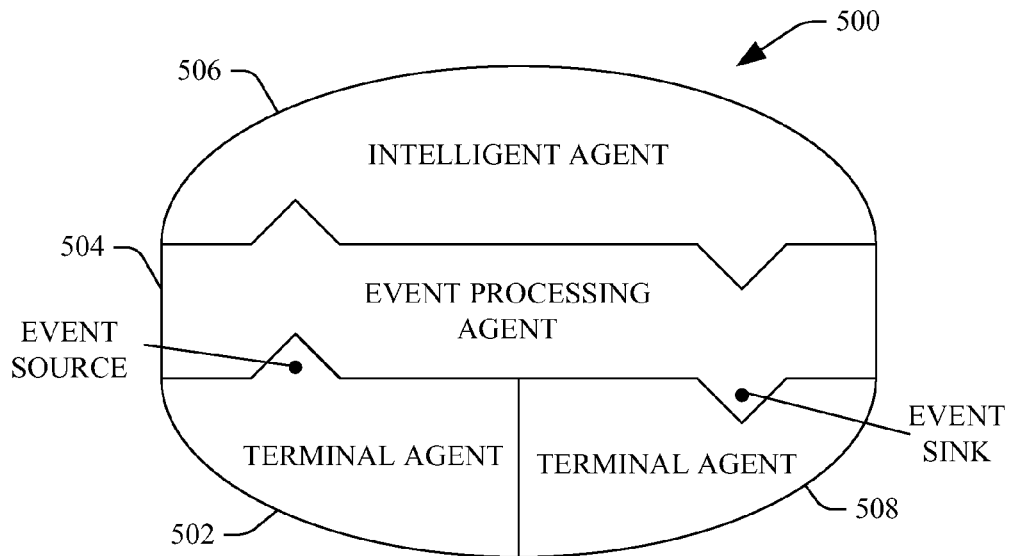 500
506
INTELLIGENT AGENT
504
EVENT PROCESSING
AGENT
EVENT
SOURCE
EVENT
SINK
TERMINAL AGENT
TERMINAL AGENT
502
508